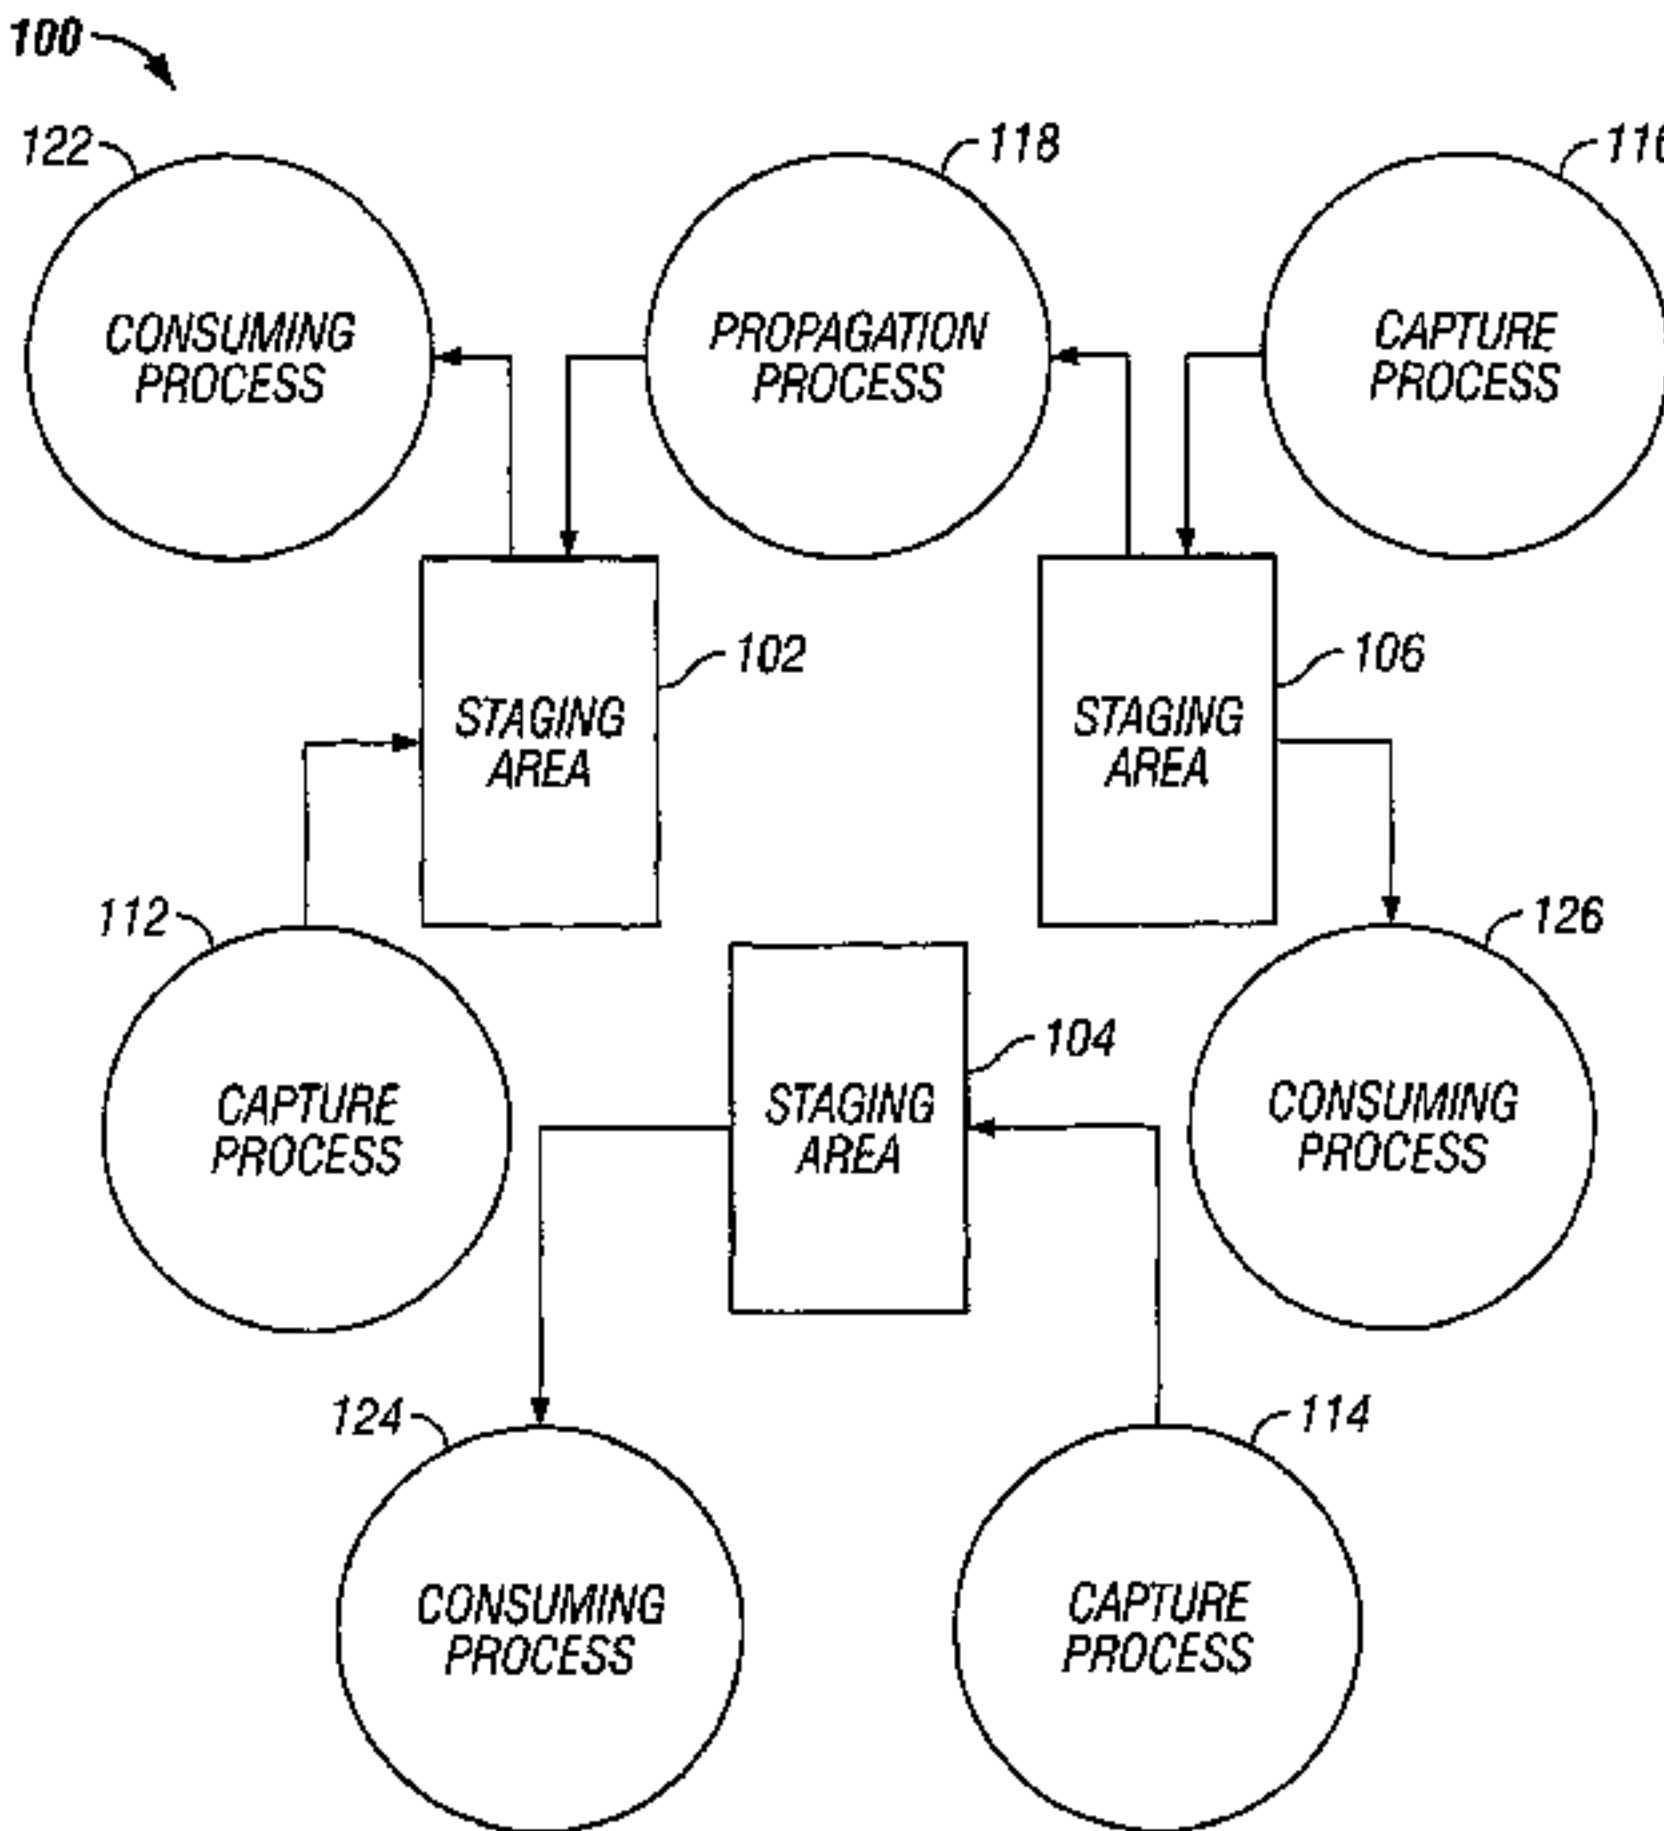 100
122
118
116
CONSUMING
PROCESS
PROPAGATION
PROCESS
CAPTURE
PROCESS
102
106
STAGING
AREA
STAGING
AREA
112
126
104
CAPTURE
PROCESS
STAGING
AREA
CONSUMING
PROCESS
124
114
CONSUMING
PROCESS
CAPTURE
PROCESS